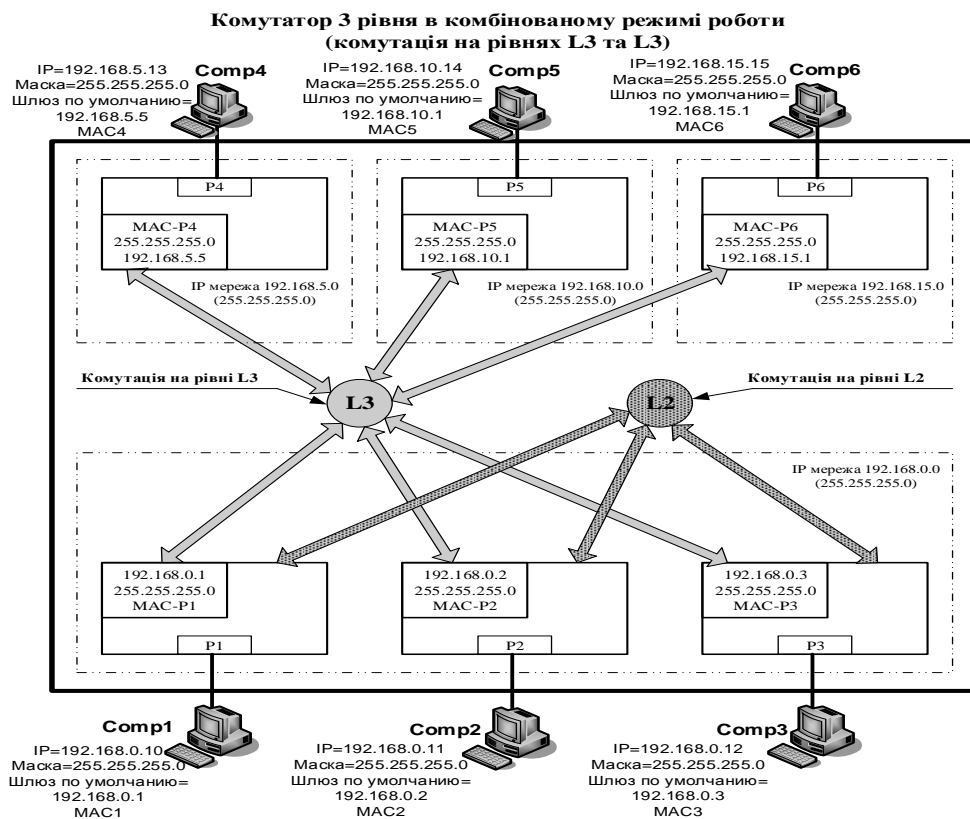 Комутатор 3 рівня в комбінованому режимі роботи
(комутація на рівнях L3 та L3)
Comp4
IP=192.168.5.13
Маска=255.255.255.0
Шлюз по умолчанию=
192.168.5.5
MAC4
Comp5
IP=192.168.10.14
Маска=255.255.255.0
Шлюз по умолчанию=
192.168.10.1
MAC5
Comp6
IP=192.168.15.15
Маска=255.255.255.0
Шлюз по умолчанию=
192.168.15.1
MAC6
P4
MAC-P4
255.255.255.0
192.168.5.5
IP мережа 192.168.5.0
(255.255.255.0)
P5
MAC-P5
255.255.255.0
192.168.10.1
IP мережа 192.168.10.0
(255.255.255.0)
P6
MAC-P6
255.255.255.0
192.168.15.1
IP мережа 192.168.15.0
(255.255.255.0)
Комутація на рівні L3
L3
L2
Комутація на рівні L2
IP мережа 192.168.0.0
(255.255.255.0)
192.168.0.1
255.255.255.0
MAC-P1
P1
192.168.0.2
255.255.255.0
MAC-P2
P2
192.168.0.3
255.255.255.0
MAC-P3
P3
Comp1
IP=192.168.0.10
Маска=255.255.255.0
Шлюз по умолчанию=
192.168.0.1
MAC1
Comp2
IP=192.168.0.11
Маска=255.255.255.0
Шлюз по умолчанию=
192.168.0.2
MAC2
Comp3
IP=192.168.0.12
Маска=255.255.255.0
Шлюз по умолчанию=
192.168.0.3
MAC3